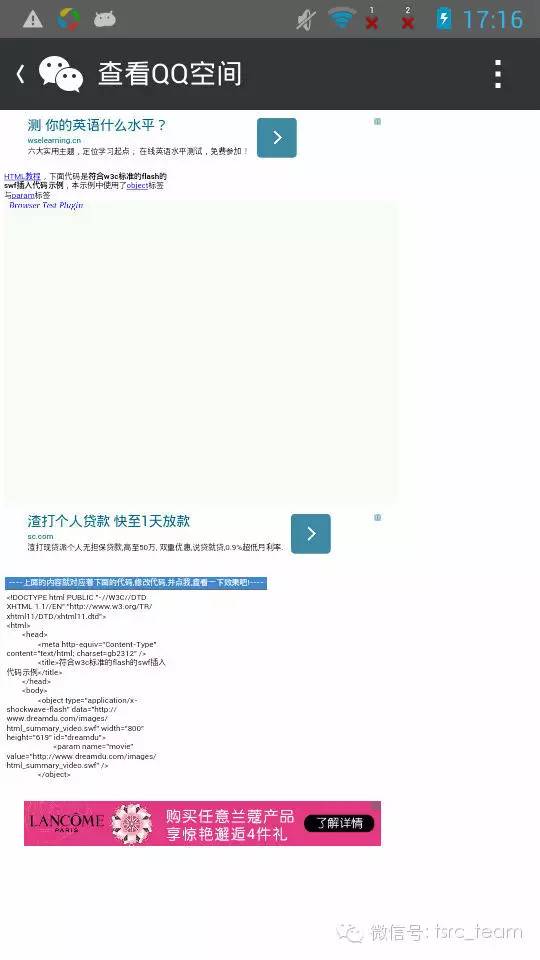 1
2
17:16
查看QQ空间
测 你的英语什么水平？
wselearning.cn
六大实用主题，定位学习起点， 在线英语水平测试，免费参加！
HTML教程，下面代码是符合w3c标准的flash的
swf插入代码示例，本示例中使用了object标签
与param标签
Browser Test Plugin
渣打个人贷款 快至1天放款
sc.com
渣打现贷派个人无担保贷款,高至50万, 双重优惠,说贷就贷,0.9%超低月利率.
----上面的内容就对应着下面的代码,修改代码,并点我,查看一下效果吧!----
<!DOCTYPE html PUBLIC "-//W3C//DTD
XHTML 1.1//EN" "http://www.w3.org/TR/
xhtml11/DTD/xhtml11.dtd">
<html>
<head>
<meta http-equiv="Content-Type"
content="text/html; charset=gb2312" />
<title>符合w3c标准的flash的swf插入
代码示例</title>
</head>
<body>
<object type="application/x-
shockwave-flash" data="http://
www.dreamdu.com/images/
html_summary_video.swf" width="800"
height="619" id="dreamdu">
<param name="movie"
value="http://www.dreamdu.com/images/
html_summary_video.swf" />
</object>
LANCÔME
PARIS
购买任意兰蔻产品
享惊艳邂逅4件礼
了解详情
微信号: tsrc_team